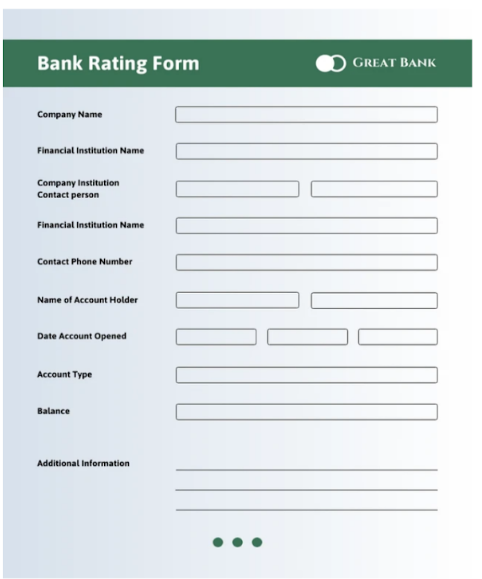 Bank Rating Form
GREAT BANK
Company Name
Financial Institution Name
Company Institution
Contact person
Financial Institution Name
Contact Phone Number
Name of Account Holder
Date Account Opened
Account Type
Balance
Additional Information